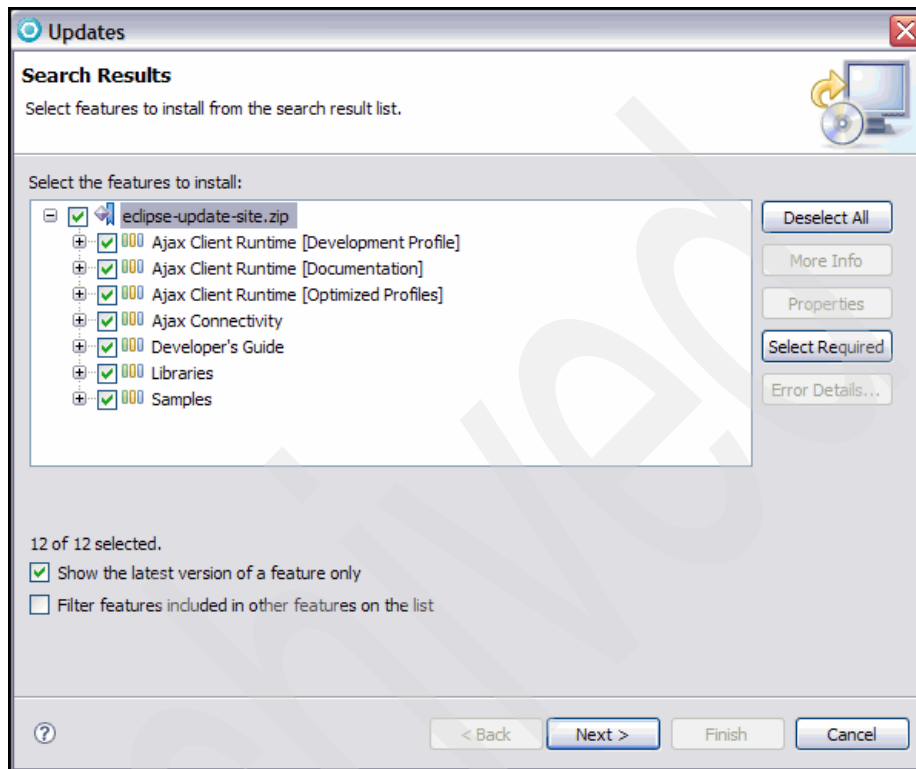 Updates
Search Results
Select features to install from the search result list.
Select the features to install:
eclipse-update-site.zip
Ajax Client Runtime [Development Profile]
Ajax Client Runtime [Documentation]
Ajax Client Runtime [Optimized Profiles]
Ajax Connectivity
Developer's Guide
Libraries
Samples
Deselect All
More Info
Properties
Select Required
Error Details...
12 of 12 selected.
Show the latest version of a feature only
Filter features included in other features on the list
? < Back Next > Finish Cancel